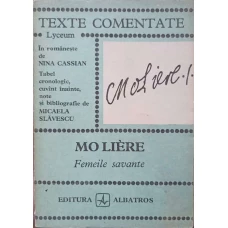 TEXTE COMENTATE
Lyceum
În românește
de
NINA CASSIAN
Tabel
cronologic,
cuvînt înainte,
note
și bibliografie de
MICAELA
SLĂVESCU
Molière
MOLIÈRE
Femeile savante
EDITURA
ALBATROS